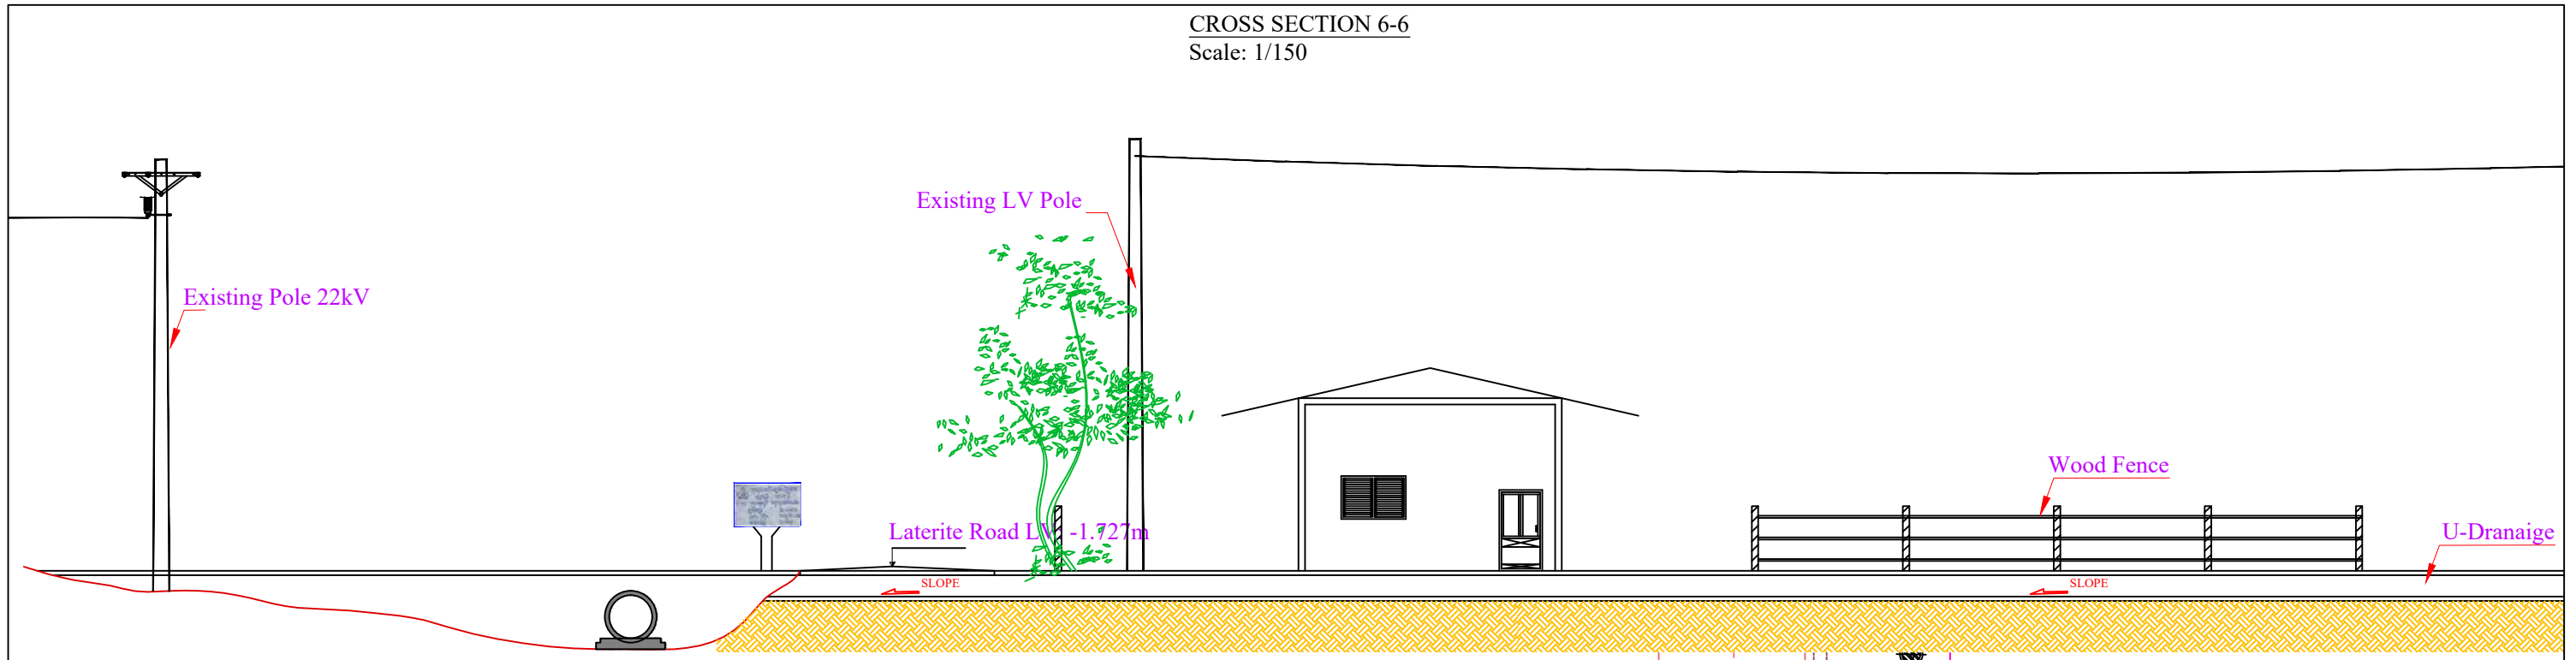 CROSS SECTION 6-6
Scale: 1/150
Existing LV Pole
Existing Pole 22kV
Wood Fence
Laterite Road LV -1.727m
U-Dranaige
SLOPE
SLOPE